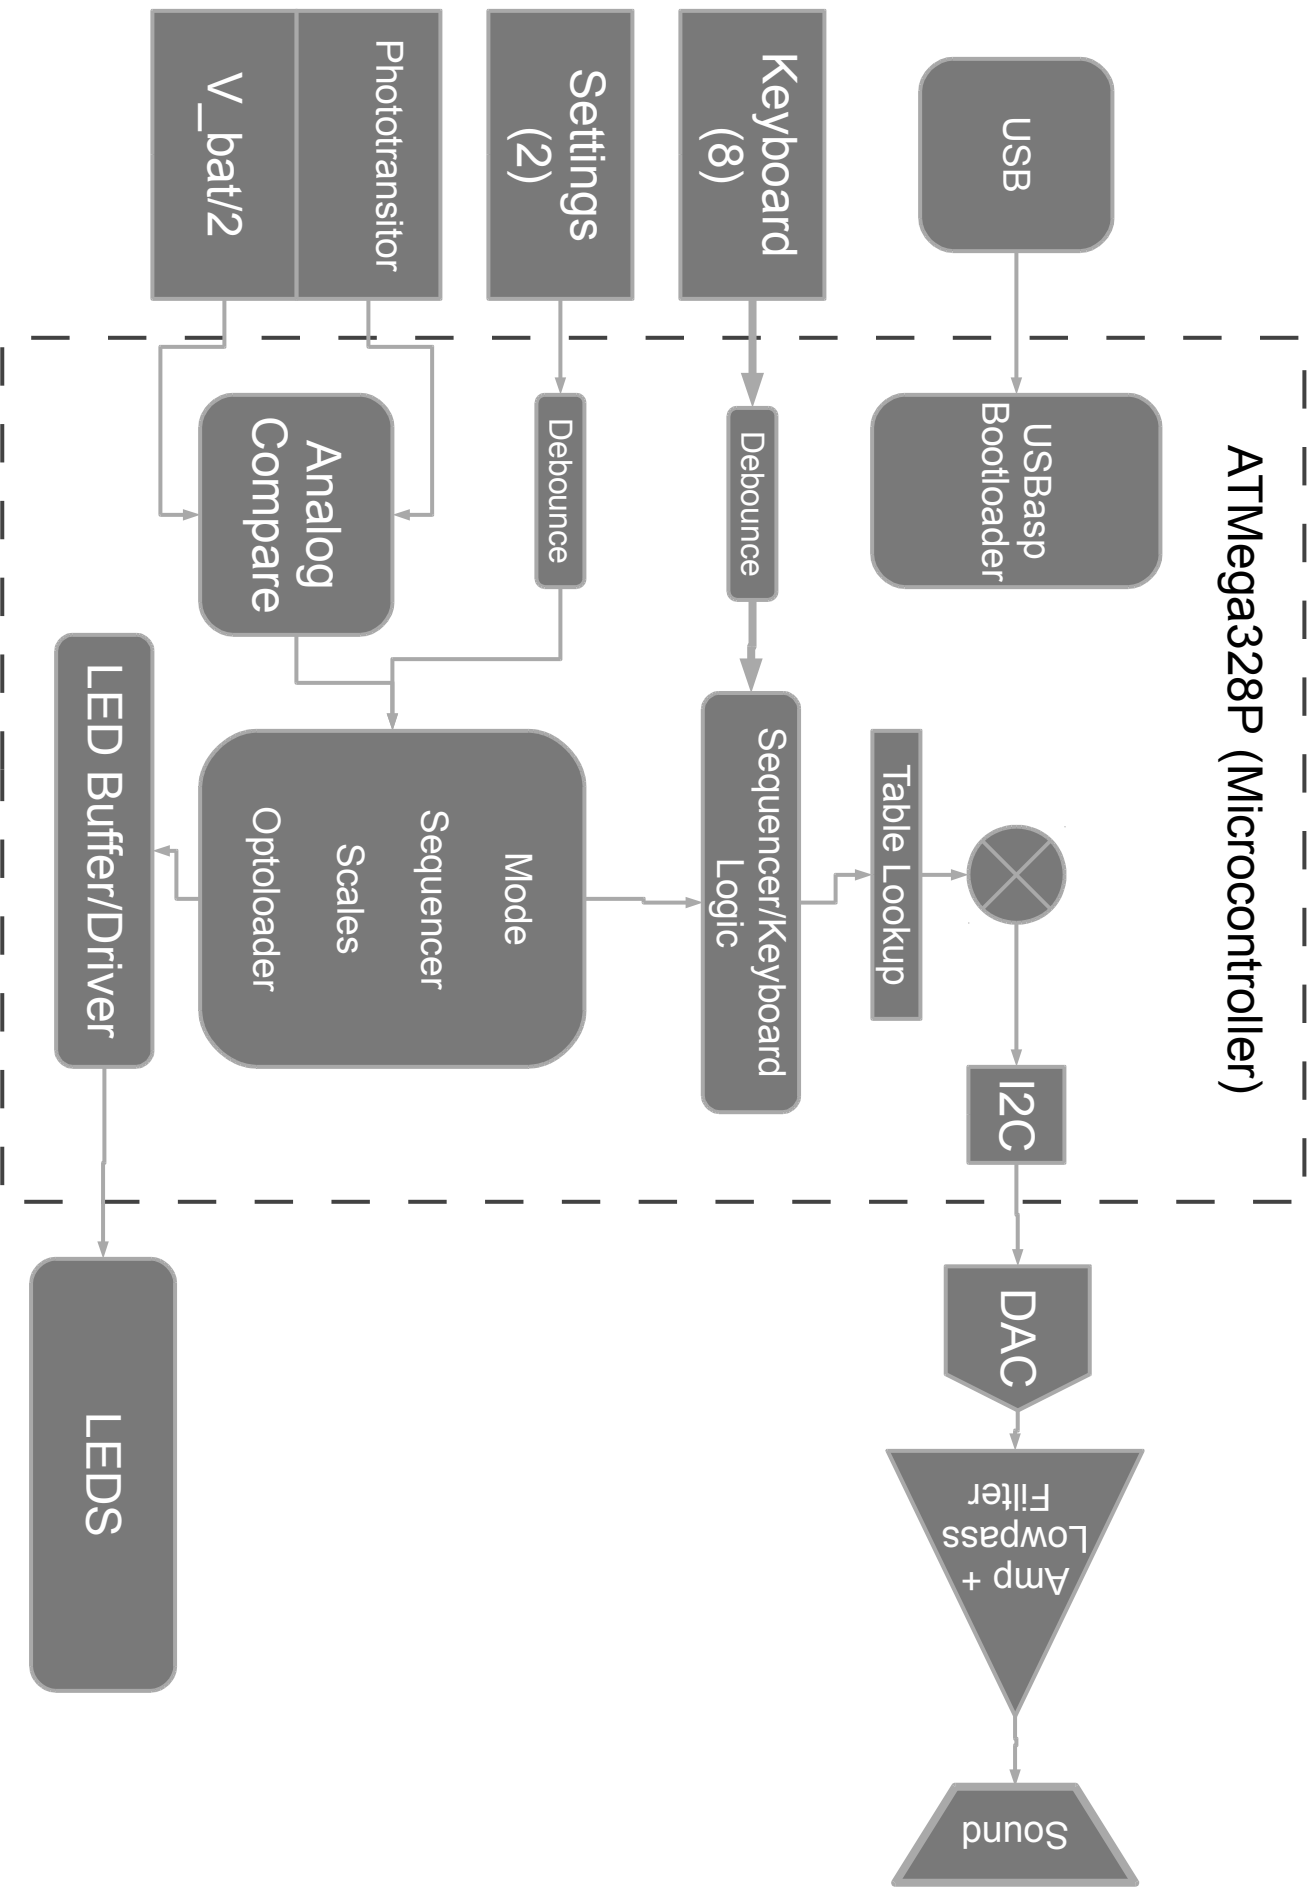 ATMega328P (Microcontroller)
USB
USBasp
Bootloader
I2C
DAC
Amp +
Lowpass
Filter
Sound
Table Lookup
Keyboard
(8)
Debounce
Sequencer/Keyboard
Logic
Settings
(2)
Debounce
Mode
Sequencer
Scales
Optoloader
Phototransitor
V_bat/2
Analog
Compare
LED Buffer/Driver
LEDS